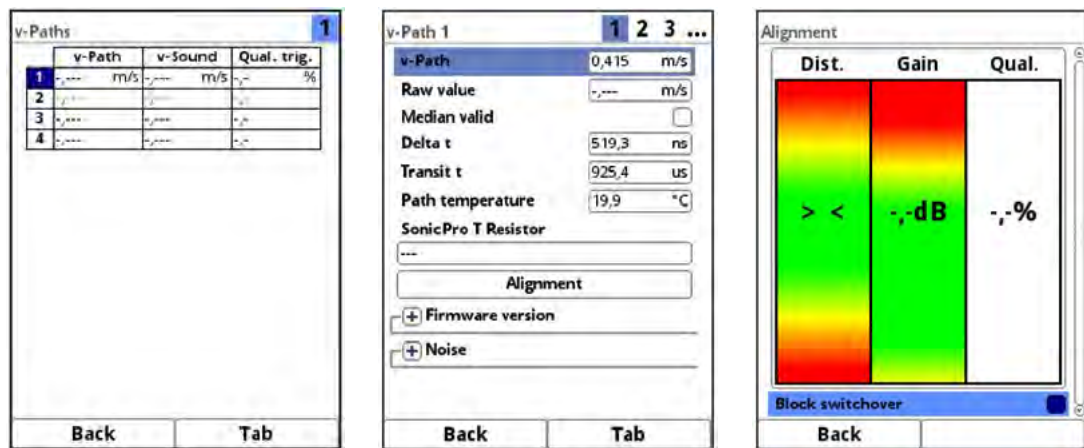 v-Paths 1
v-Path v-Sound Qual. trig.
1 -,--- m/s -,--- m/s -,- %
2 -,--- -,--- -,-
3 -,--- -,--- -,-
4 -,--- -,--- -,-
Back Tab
v-Path 1 1 2 3 ...
v-Path 0,415 m/s
Raw value -,--- m/s
Median valid
Delta t 519,3 ns
Transit t 925,4 us
Path temperature 19,9 °C
SonicPro T Resistor
---
Alignment
+ Firmware version
+ Noise
Back Tab
Alignment
Dist. Gain Qual.
> < -,-dB -,-%
Block switchover
Back